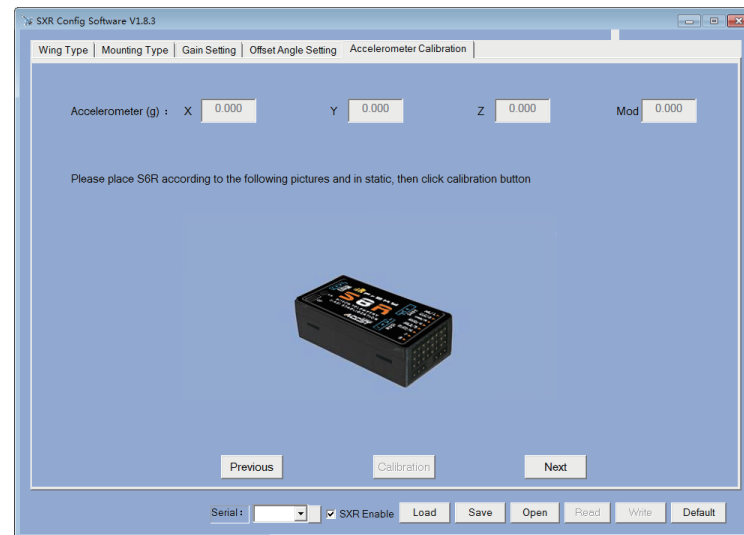 SXR Config Software V1.8.3
Wing Type Mounting Type Gain Setting Offset Angle Setting Accelerometer Calibration
Accelerometer (g) : X 0.000 Y 0.000 Z 0.000 Mod 0.000
Please place S6R according to the following pictures and in static, then click calibration button
S6R
Previous Calibration Next
Serial: SXR Enable Load Save Open Read Write Default